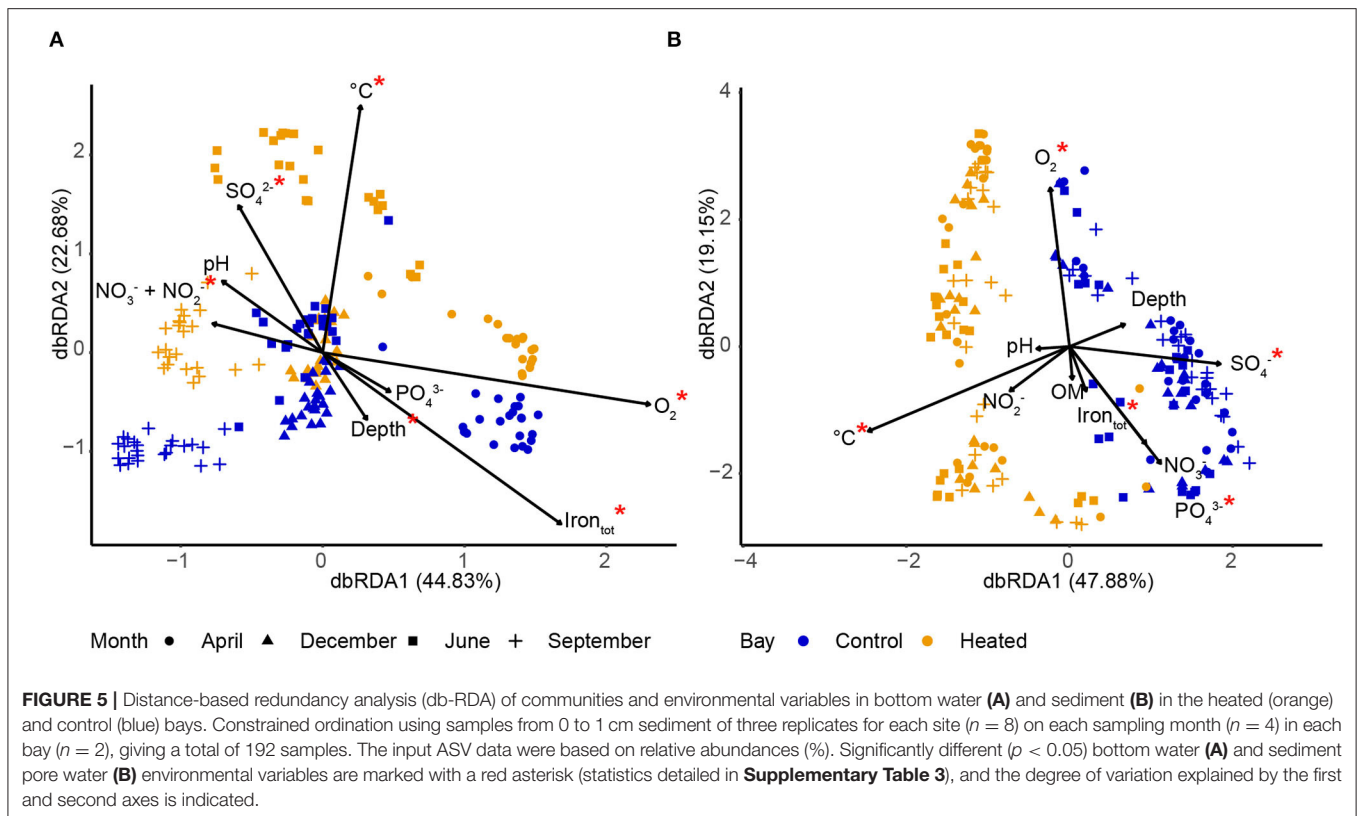 A
B
dbRDA2 (22.68%)
2
1
0
−1
°C*
SO₄²⁻*
pH
*
NO₃⁻ + NO₂⁻
PO₄³⁻
Depth*
O₂*
Iron_tot*
−1
0
1
2
dbRDA1 (44.83%)
dbRDA2 (19.15%)
4
2
0
−2
O₂*
Depth
pH
SO₄⁻*
OM
NO₂⁻
Iron_tot*
°C*
NO₃⁻
PO₄³⁻*
−4
−2
0
2
dbRDA1 (47.88%)
Month April December June September Bay Control Heated
FIGURE 5 | Distance-based redundancy analysis (db-RDA) of communities and environmental variables in bottom water (A) and sediment (B) in the heated (orange)
and control (blue) bays. Constrained ordination using samples from 0 to 1 cm sediment of three replicates for each site (n = 8) on each sampling month (n = 4) in each
bay (n = 2), giving a total of 192 samples. The input ASV data were based on relative abundances (%). Significantly different (p < 0.05) bottom water (A) and sediment
pore water (B) environmental variables are marked with a red asterisk (statistics detailed in Supplementary Table 3), and the degree of variation explained by the first
and second axes is indicated.